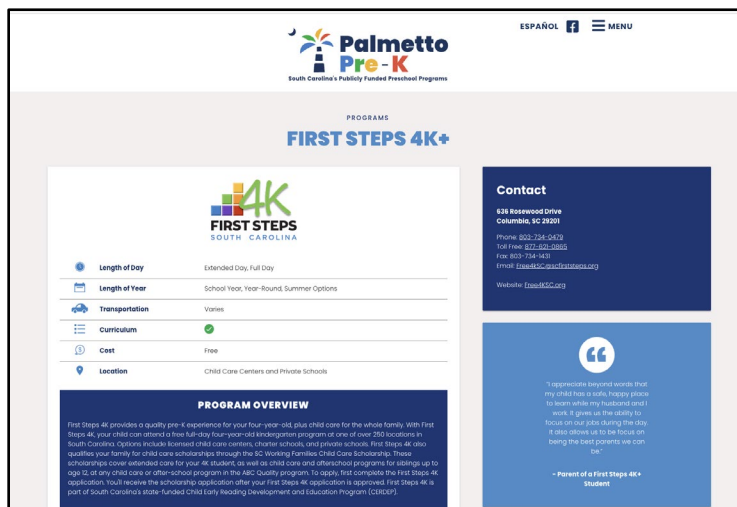 ESPAÑOL
MENU
Palmetto
Pre-K
South Carolina's Publicly Funded Preschool Programs
PROGRAMS
FIRST STEPS 4K+
4K
FIRST STEPS
SOUTH CAROLINA
Length of Day Extended Day, Full Day
Length of Year School Year, Year-Round, Summer Options
Transportation Varies
Curriculum
Cost Free
Location Child Care Centers and Private Schools
PROGRAM OVERVIEW
First Steps 4K provides a quality pre-K experience for your four-year-old, plus child care for the whole family. With First
Steps 4K, your child can attend a free full-day four-year-old kindergarten program at one of over 250 locations in
South Carolina. Options include licensed child care centers, charter schools, and private schools. First Steps 4K also
qualifies your family for child care scholarships through the SC Working Families Child Care Scholarship. These
scholarships cover extended care for your 4K student, as well as child care and afterschool programs for siblings up to
age 12, at any child care or after-school program in the ABC Quality program. To apply, first complete the First Steps 4K
application. You'll receive the scholarship application after your First Steps 4K application is approved. First Steps 4K is
part of South Carolina's state-funded Child Early Reading Development and Education Program (CERDEP).
Contact
636 Rosewood Drive
Columbia, SC 29201
Phone: 803-734-0479
Toll Free: 877-621-0865
Fax: 803-734-1431
Email: Free4KSC@scfirststeps.org
Website: Free4KSC.org
"I appreciate beyond words that
my child has a safe, happy place
to learn while my husband and I
work. It gives us the ability to
focus on our jobs during the day.
It also allows us to be focus on
being the best parents we can
be."
- Parent of a First Steps 4K+
Student